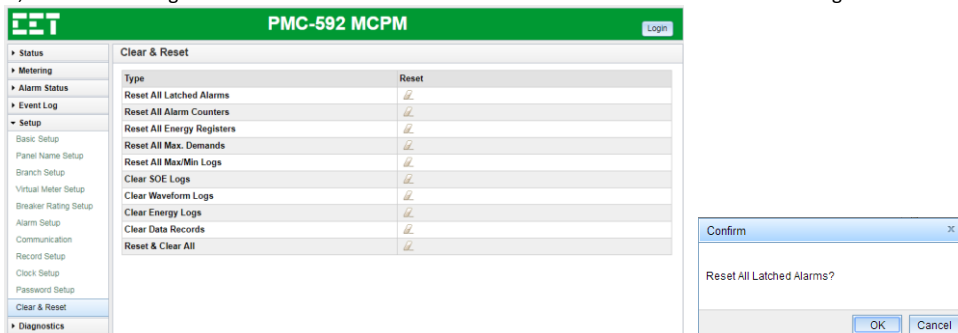 CET
PMC-592 MCPM
Login
Status
Metering
Alarm Status
Event Log
Setup
Basic Setup
Panel Name Setup
Branch Setup
Virtual Meter Setup
Breaker Rating Setup
Alarm Setup
Communication
Record Setup
Clock Setup
Password Setup
Clear & Reset
Diagnostics
Clear & Reset
Type Reset
Reset All Latched Alarms
Reset All Alarm Counters
Reset All Energy Registers
Reset All Max. Demands
Reset All Max/Min Logs
Clear SOE Logs
Clear Waveform Logs
Clear Energy Logs
Clear Data Records
Reset & Clear All
Confirm x
Reset All Latched Alarms?
OK Cancel